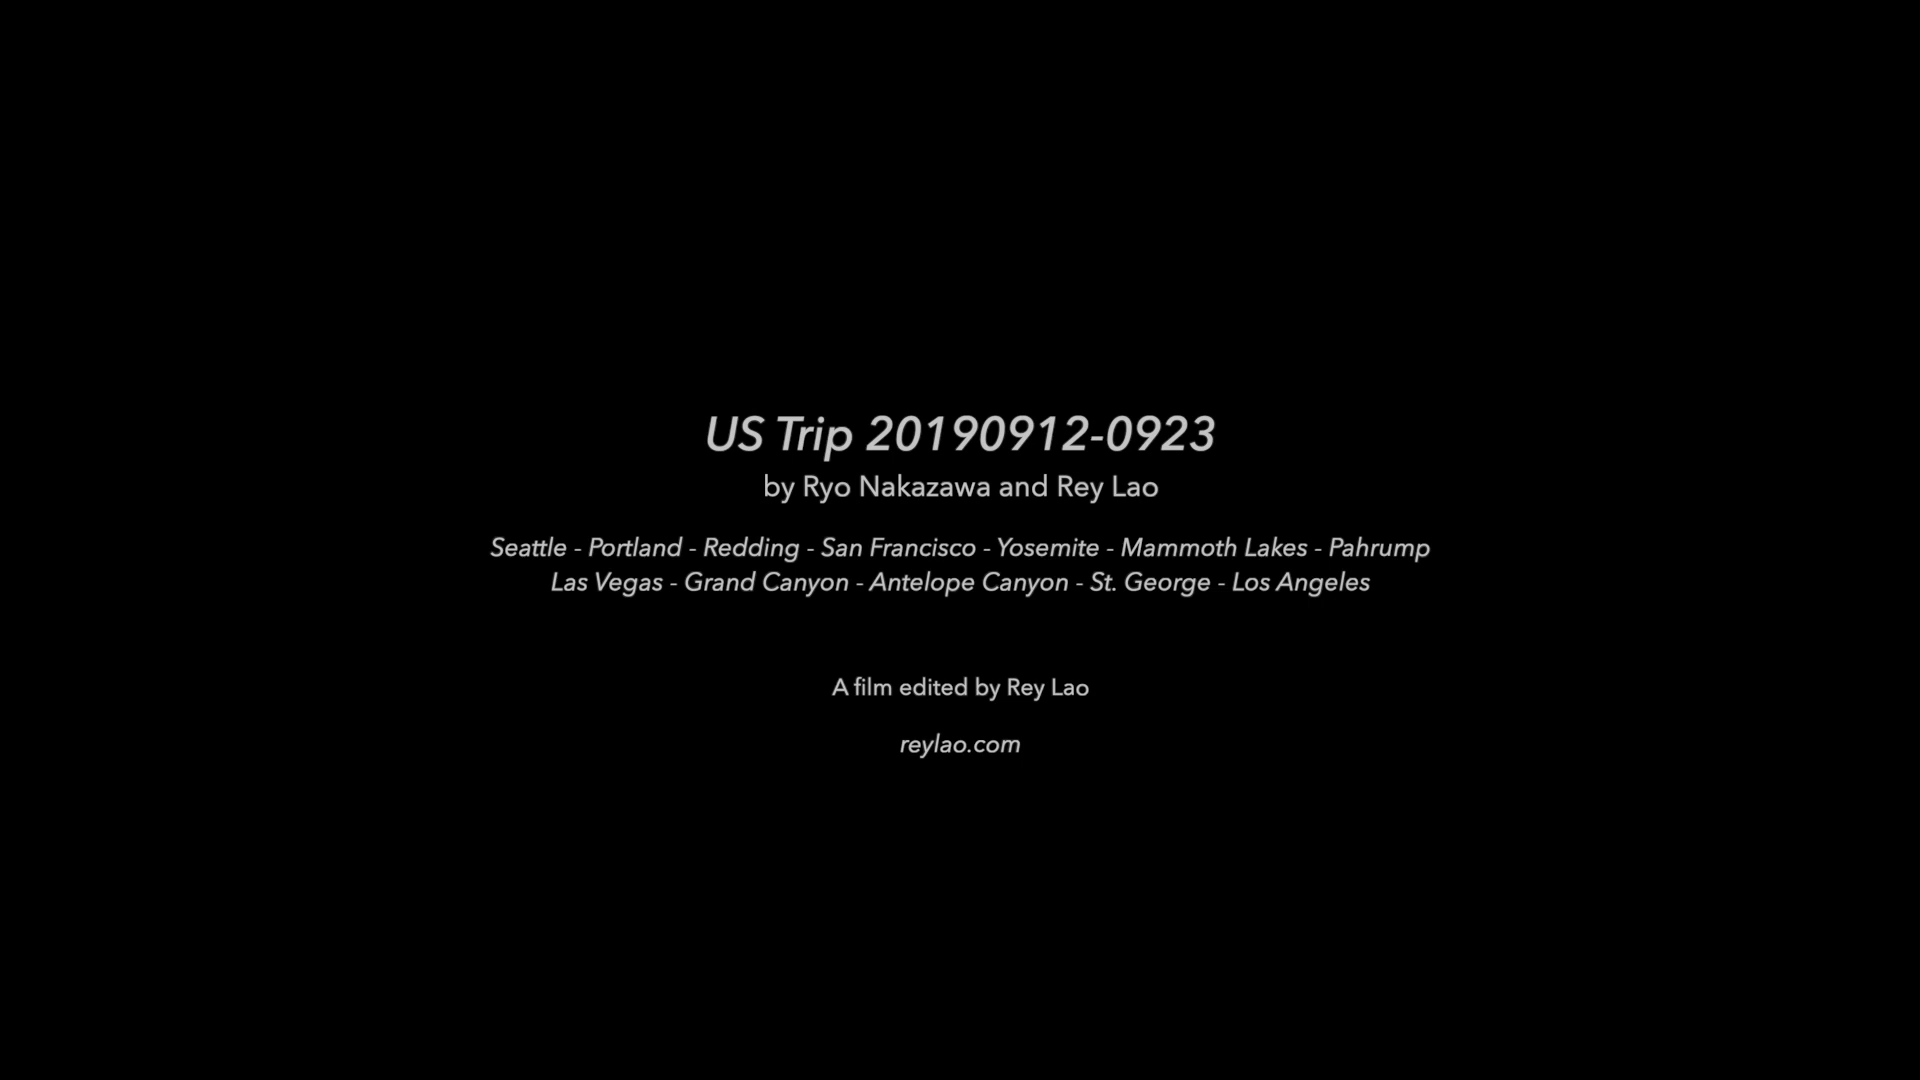 US Trip 20190912-0923
by Ryo Nakazawa and Rey Lao
Seattle - Portland - Redding - San Francisco - Yosemite - Mammoth Lakes - Pahrump
Las Vegas - Grand Canyon - Antelope Canyon - St. George - Los Angeles
A film edited by Rey Lao
reylao.com